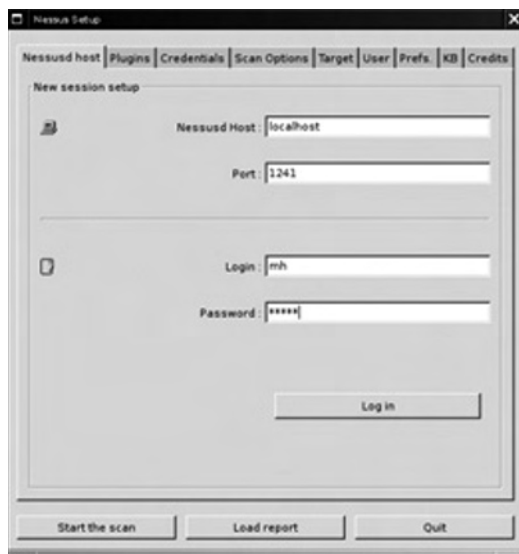 Nessus Setup
Nessusd host Plugins Credentials Scan Options Target User Prefs. KB Credits
New session setup
Nessusd Host : localhost
Port : 1241
Login : mh
Password : *****
Log in
Start the scan Load report Quit